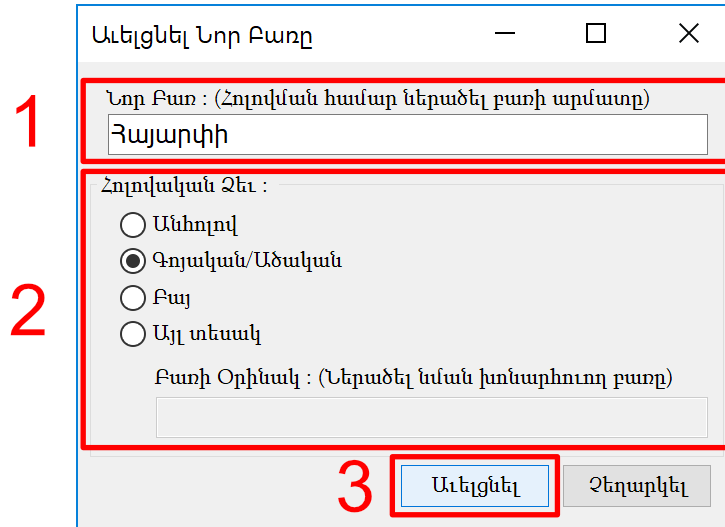 Աւելցնել Նոր Բառը
1
Նոր Բառ : (Հոլովման համար ներածել բառի արմատը)
Հայարփի
2
Հոլովական Ձեւ :
Անհոլով
Գոյական/Ածական
Բայ
Այլ տեսակ
Բառի Օրինակ : (Ներածել նման խոնարհուող բառը)
3
Աւելցնել
Չեղարկել